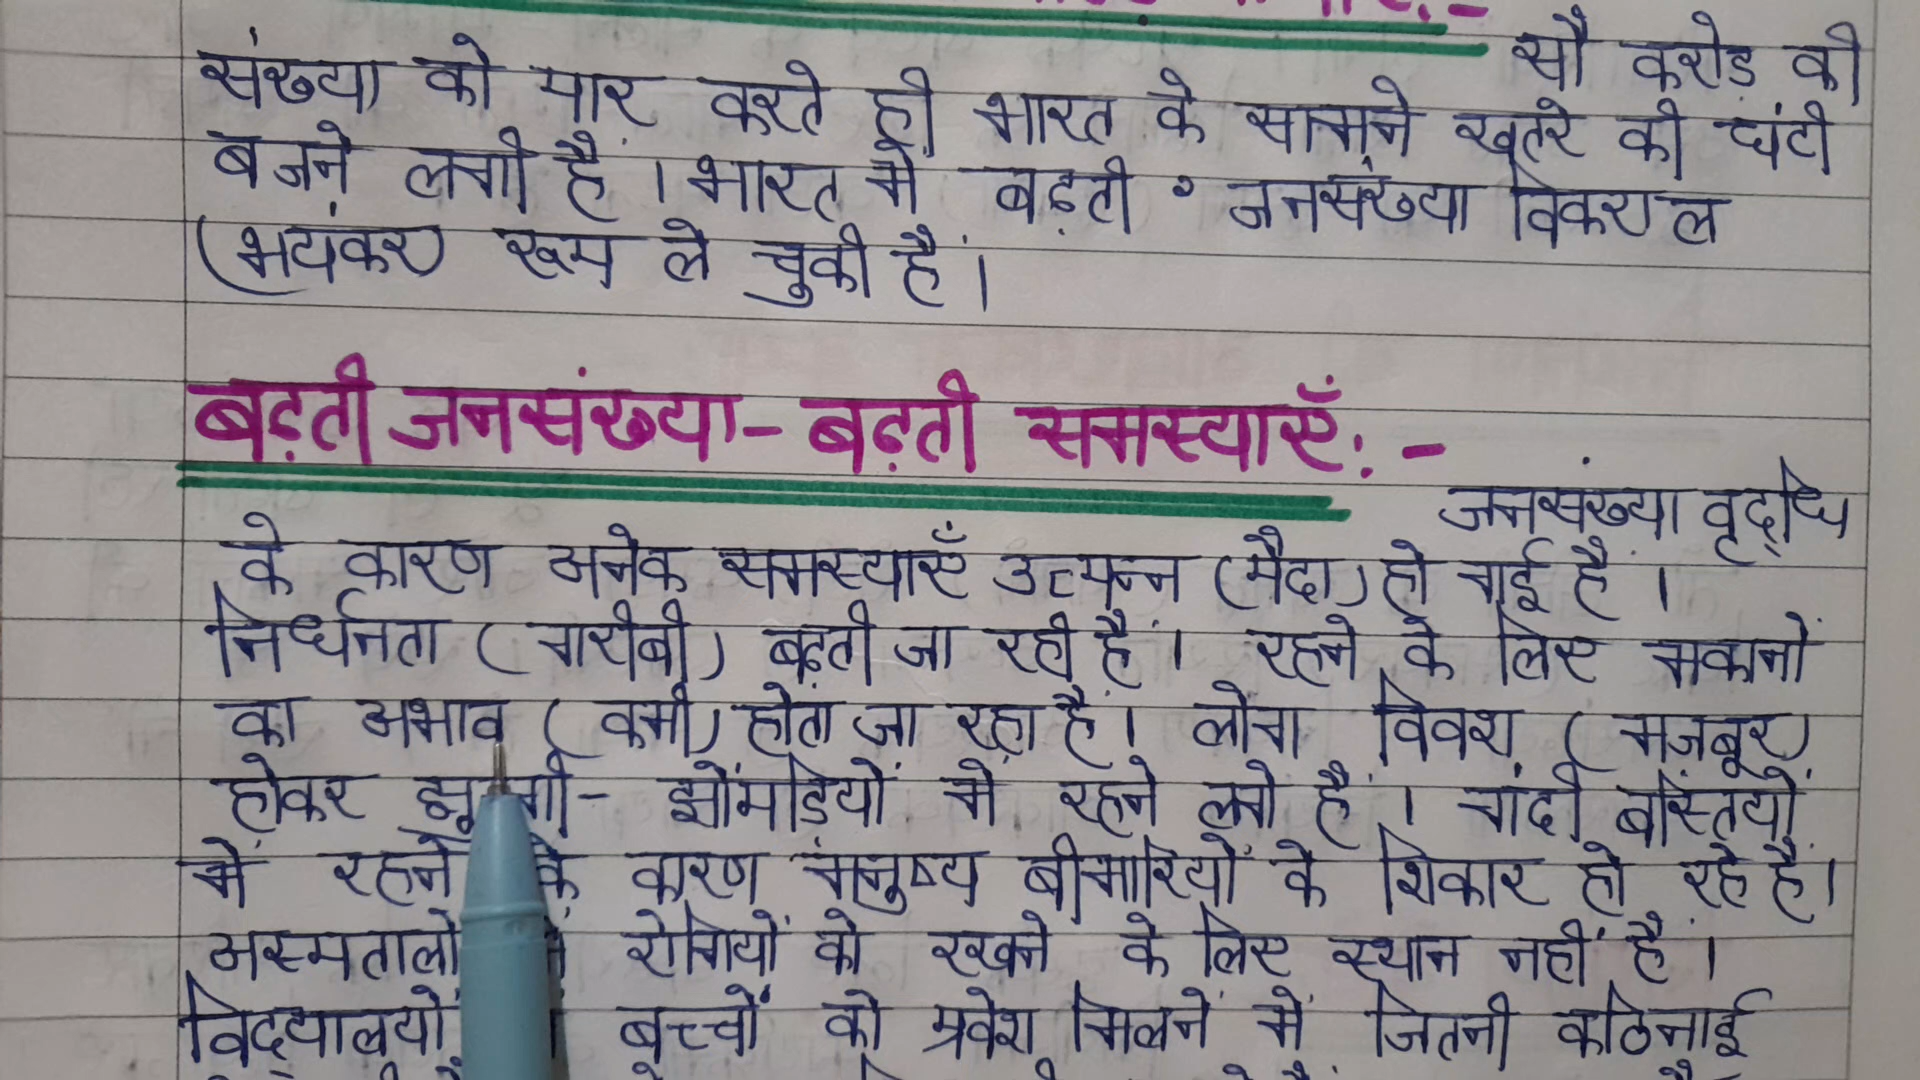 सौ करोड़ की
संख्या को पार करते ही भारत के सामने खतरे की घंटी
बजने लगी है। भारत में बढ़ती जनसंख्या विकराल
(भयंकर) रूप ले चुकी है।
बढ़ती जनसंख्या - बढ़ती समस्याएँ:-
जनसंख्या वृद्धि
के कारण अनेक समस्याएँ उत्पन्न (पैदा) हो गई हैं।
निर्धनता (गरीबी) बढ़ती जा रही है। रहने के लिए मकानों
का अभाव (कमी) होता जा रहा है। लोग विवश (मजबूर)
होकर झुग्गी - झोंपड़ियों में रहने लगे हैं। गंदी बस्तियों
में रहने के कारण मनुष्य बीमारियों के शिकार हो रहे हैं।
अस्पतालों में रोगियों को रखने के लिए स्थान नहीं है।
विद्यालयों बच्चों को प्रवेश मिलने में जितनी कठिनाई